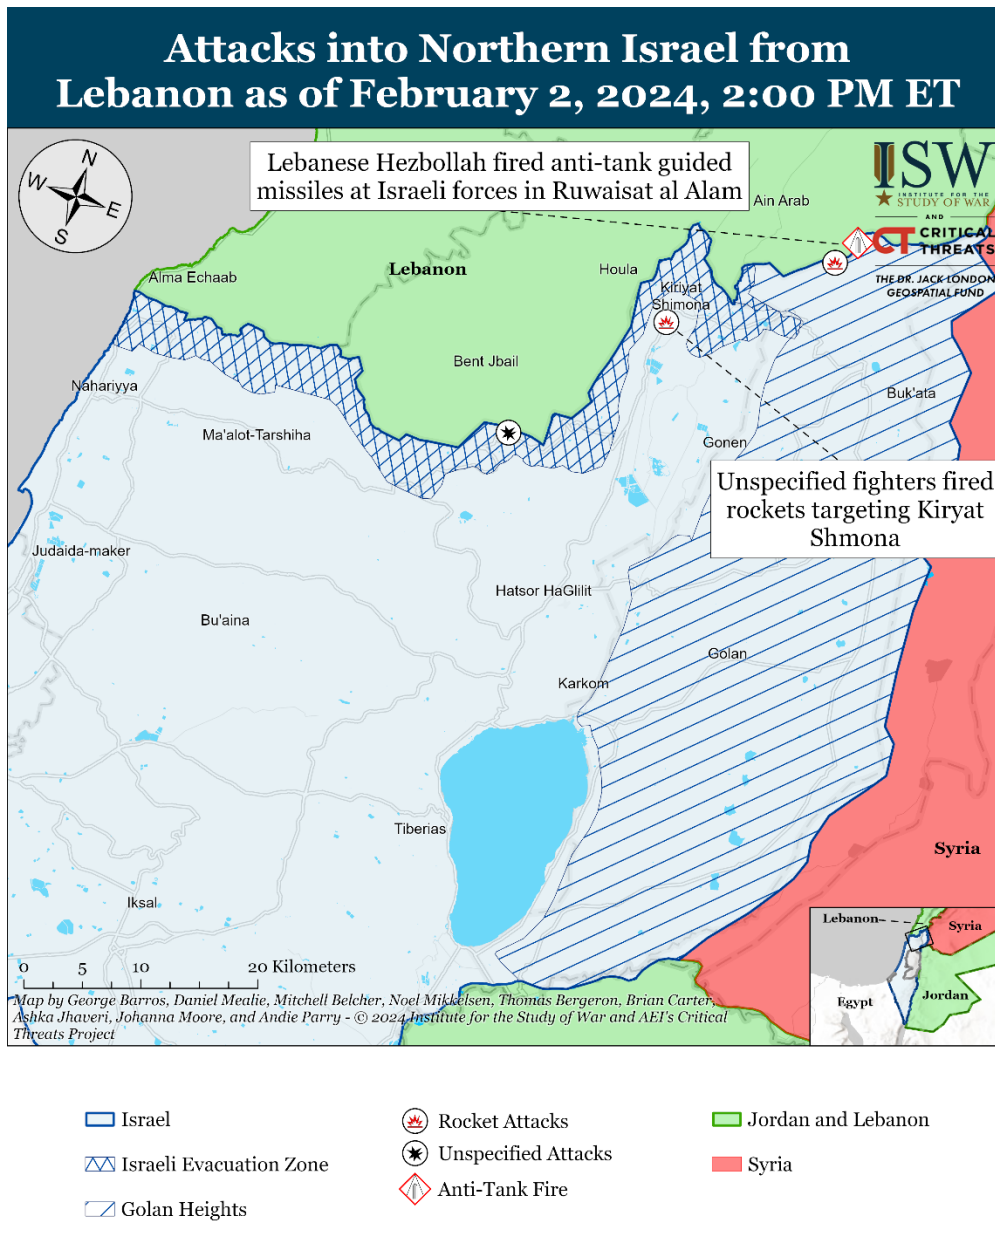 Attacks into Northern Israel from
Lebanon as of February 2, 2024, 2:00 PM ET
N
W
E
S
Lebanese Hezbollah fired anti-tank guided
missiles at Israeli forces in Ruwaisat al Alam
ISW
INSTITUTE FOR THE
STUDY OF WAR
AND
CT CRITICAL
THREATS
THE DR. JACK LONDON
GEOSPATIAL FUND
Ain Arab
Alma Echaab
Lebanon
Houla
Kiriyat
Shimona
Bent Jbail
Nahariyya
Buk'ata
Ma'alot-Tarshiha
Gonen
Unspecified fighters fired
rockets targeting Kiryat
Shmona
Judaida-maker
Hatsor HaGlilit
Bu'aina
Golan
Karkom
Tiberias
Syria
Iksal
0 5 10 20 Kilometers
Map by George Barros, Daniel Mealie, Mitchell Belcher, Noel Mikkelsen, Thomas Bergeron, Brian Carter,
Ashka Jhaveri, Johanna Moore, and Andie Parry - © 2024 Institute for the Study of War and AEI's Critical
Threats Project
Lebanon
Syria
Egypt
Jordan
Israel
Israeli Evacuation Zone
Golan Heights
Rocket Attacks
Unspecified Attacks
Anti-Tank Fire
Jordan and Lebanon
Syria